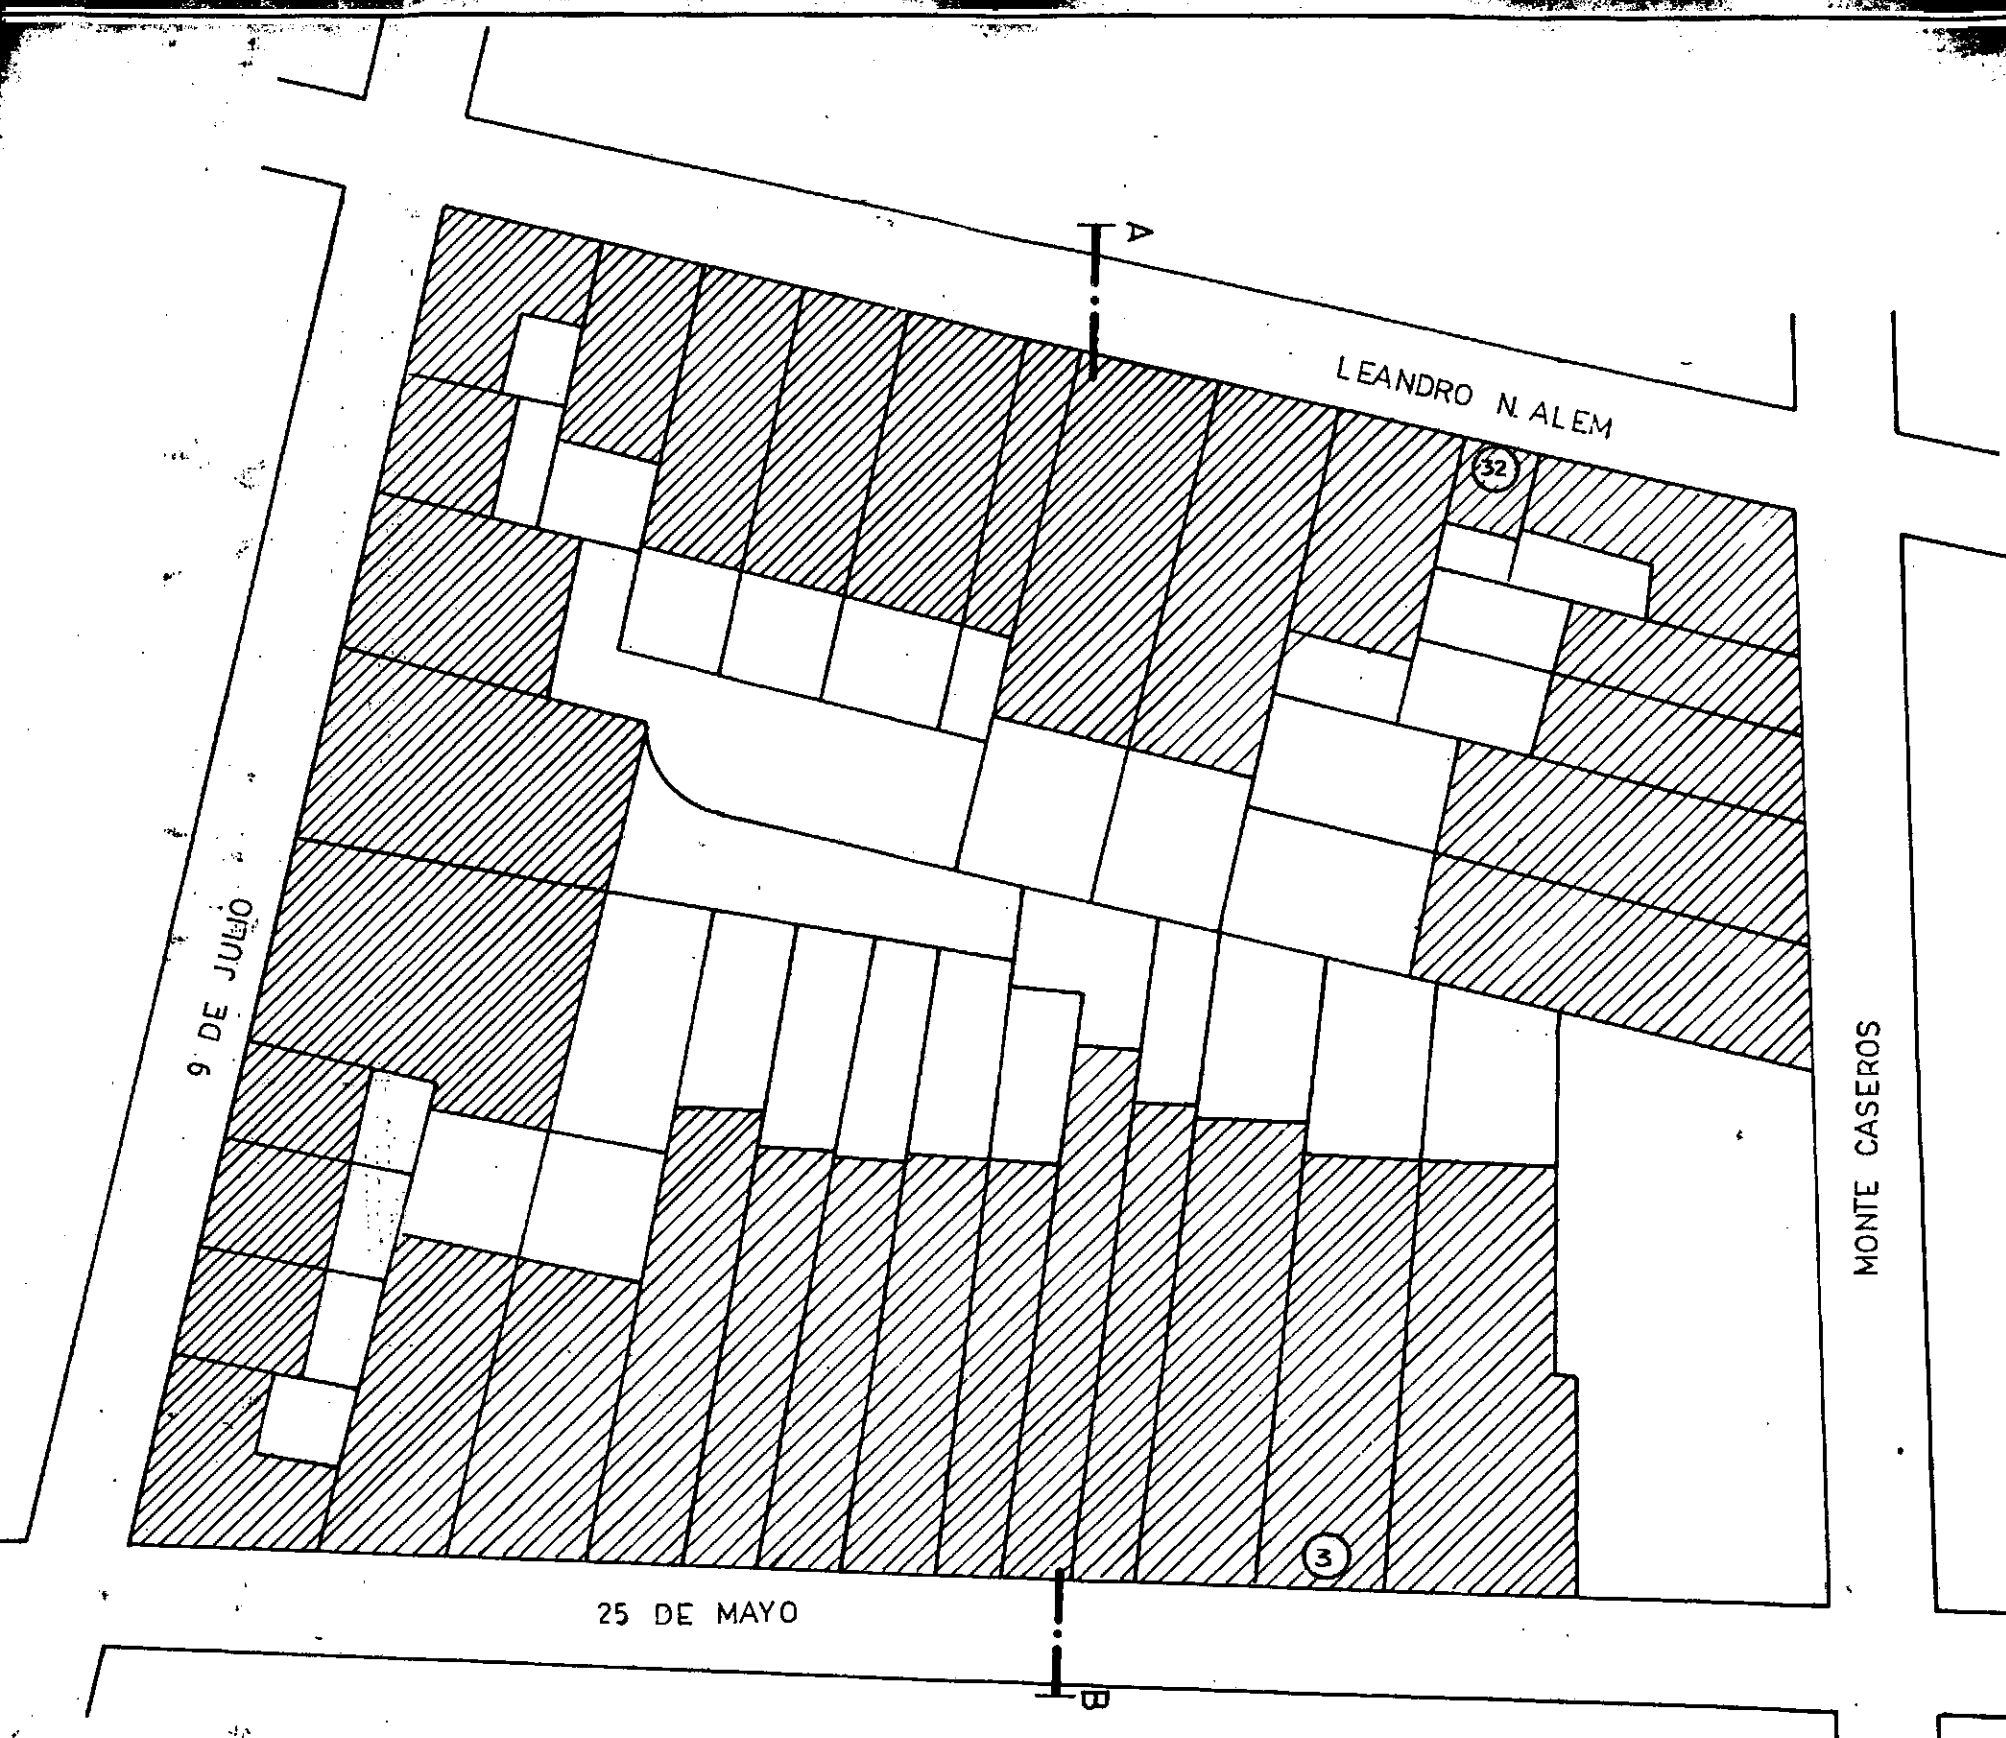 A
LEANDRO N. ALEM
32
9 DE JULIO
MONTE CASEROS
3
25 DE MAYO
B